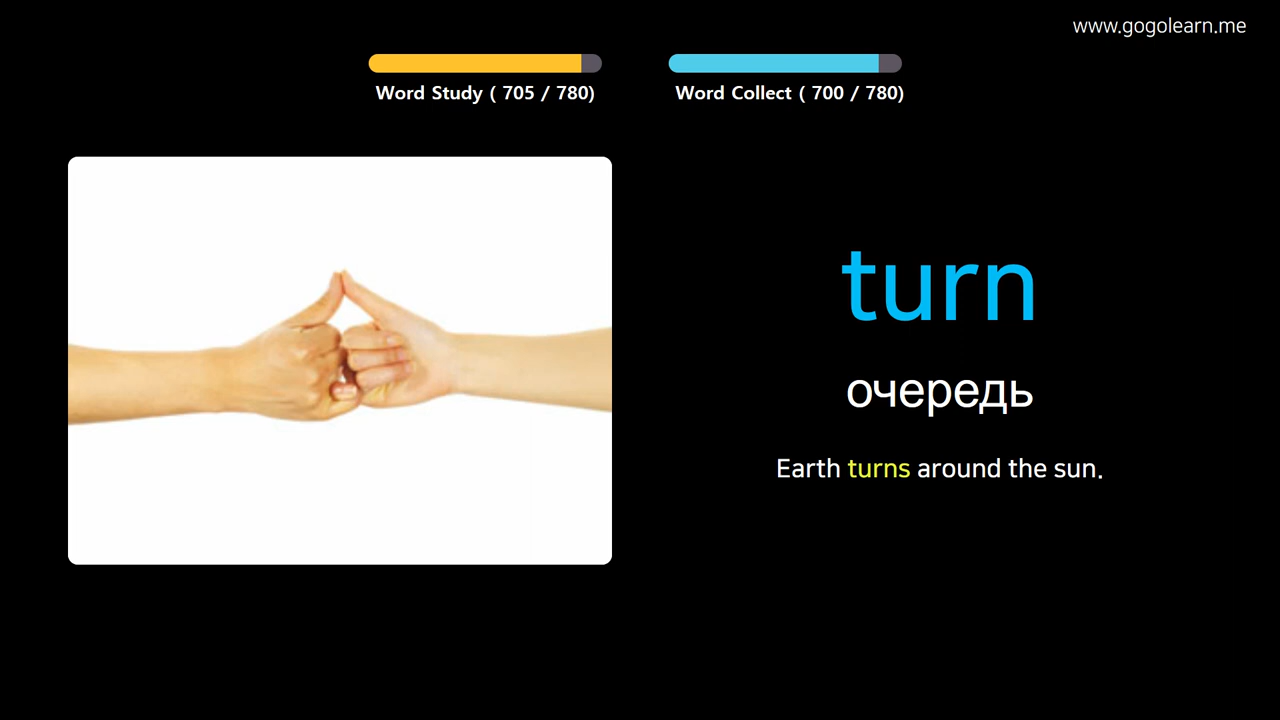 www.gogolearn.me
Word Study ( 705 / 780)
Word Collect ( 700 / 780)
turn
очередь
Earth turns around the sun.